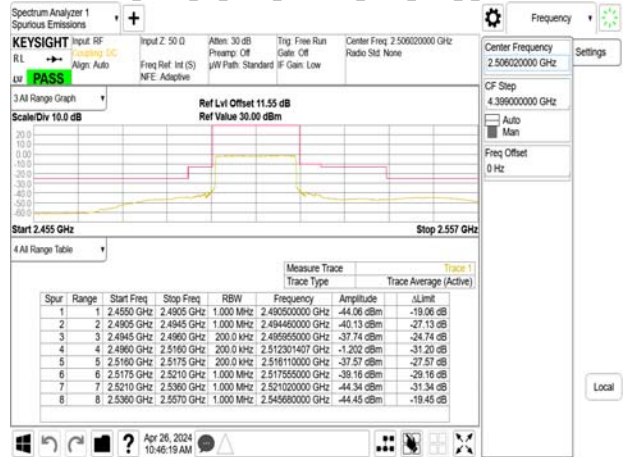 Spectrum Analyzer 1
Spurious Emissions
Frequency
KEYSIGHT Input: RF Input Z: 50 Ω Atten: 30 dB Trig: Free Run Center Freq: 2.506020000 GHz
RL Coupling: DC Preamp: Off Gate: Off Radio Std: None
Align: Auto Freq Ref: Int (S) µW Path: Standard IF Gain: Low
PASS NFE: Adaptive
Center Frequency
2.506020000 GHz
Settings
CF Step
4.399000000 GHz
Auto
Man
Freq Offset
0 Hz
3 All Range Graph
Ref Lvl Offset 11.55 dB
Scale/Div 10.0 dB Ref Value 30.00 dBm
20.0
10.0
0.00
-10.0
-20.0
-30.0
-40.0
-50.0
-60.0
Start 2.455 GHz Stop 2.557 GHz
4 All Range Table
Measure Trace Trace 1
Trace Type Trace Average (Active)
Spur Range Start Freq Stop Freq RBW Frequency Amplitude ΔLimit
1 1 2.4550 GHz 2.4905 GHz 1.000 MHz 2.490500000 GHz -44.06 dBm -19.06 dB
2 2 2.4905 GHz 2.4945 GHz 1.000 MHz 2.494460000 GHz -40.13 dBm -27.13 dB
3 3 2.4945 GHz 2.4960 GHz 200.0 kHz 2.495955000 GHz -37.74 dBm -24.74 dB
4 4 2.4960 GHz 2.5160 GHz 200.0 kHz 2.512301407 GHz -1.202 dBm -31.20 dB
5 5 2.5160 GHz 2.5175 GHz 200.0 kHz 2.516110000 GHz -37.57 dBm -27.57 dB
6 6 2.5175 GHz 2.5210 GHz 1.000 MHz 2.517555000 GHz -39.16 dBm -29.16 dB
7 7 2.5210 GHz 2.5360 GHz 1.000 MHz 2.521020000 GHz -44.34 dBm -31.34 dB
8 8 2.5360 GHz 2.5570 GHz 1.000 MHz 2.545680000 GHz -44.45 dBm -19.45 dB
Local
Apr 26, 2024
10:46:19 AM